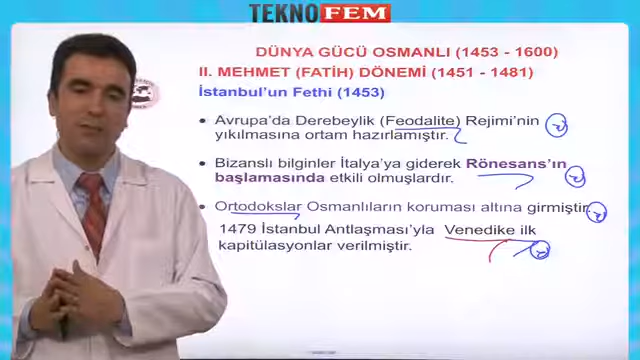 TEKNOFEM
DÜNYA GÜCÜ OSMANLI (1453 - 1600)
II. MEHMET (FATİH) DÖNEMİ (1451 - 1481)
İstanbul'un Fethi (1453)
• Avrupa'da Derebeylik (Feodalite) Rejimi'nin
yıkılmasına ortam hazırlamıştır.
• Bizanslı bilginler İtalya'ya giderek Rönesans'ın
başlamasında etkili olmuşlardır.
• Ortodokslar Osmanlıların koruması altına girmiştir.
1479 İstanbul Antlaşması'yla Venedike ilk
kapitülasyonlar verilmiştir.